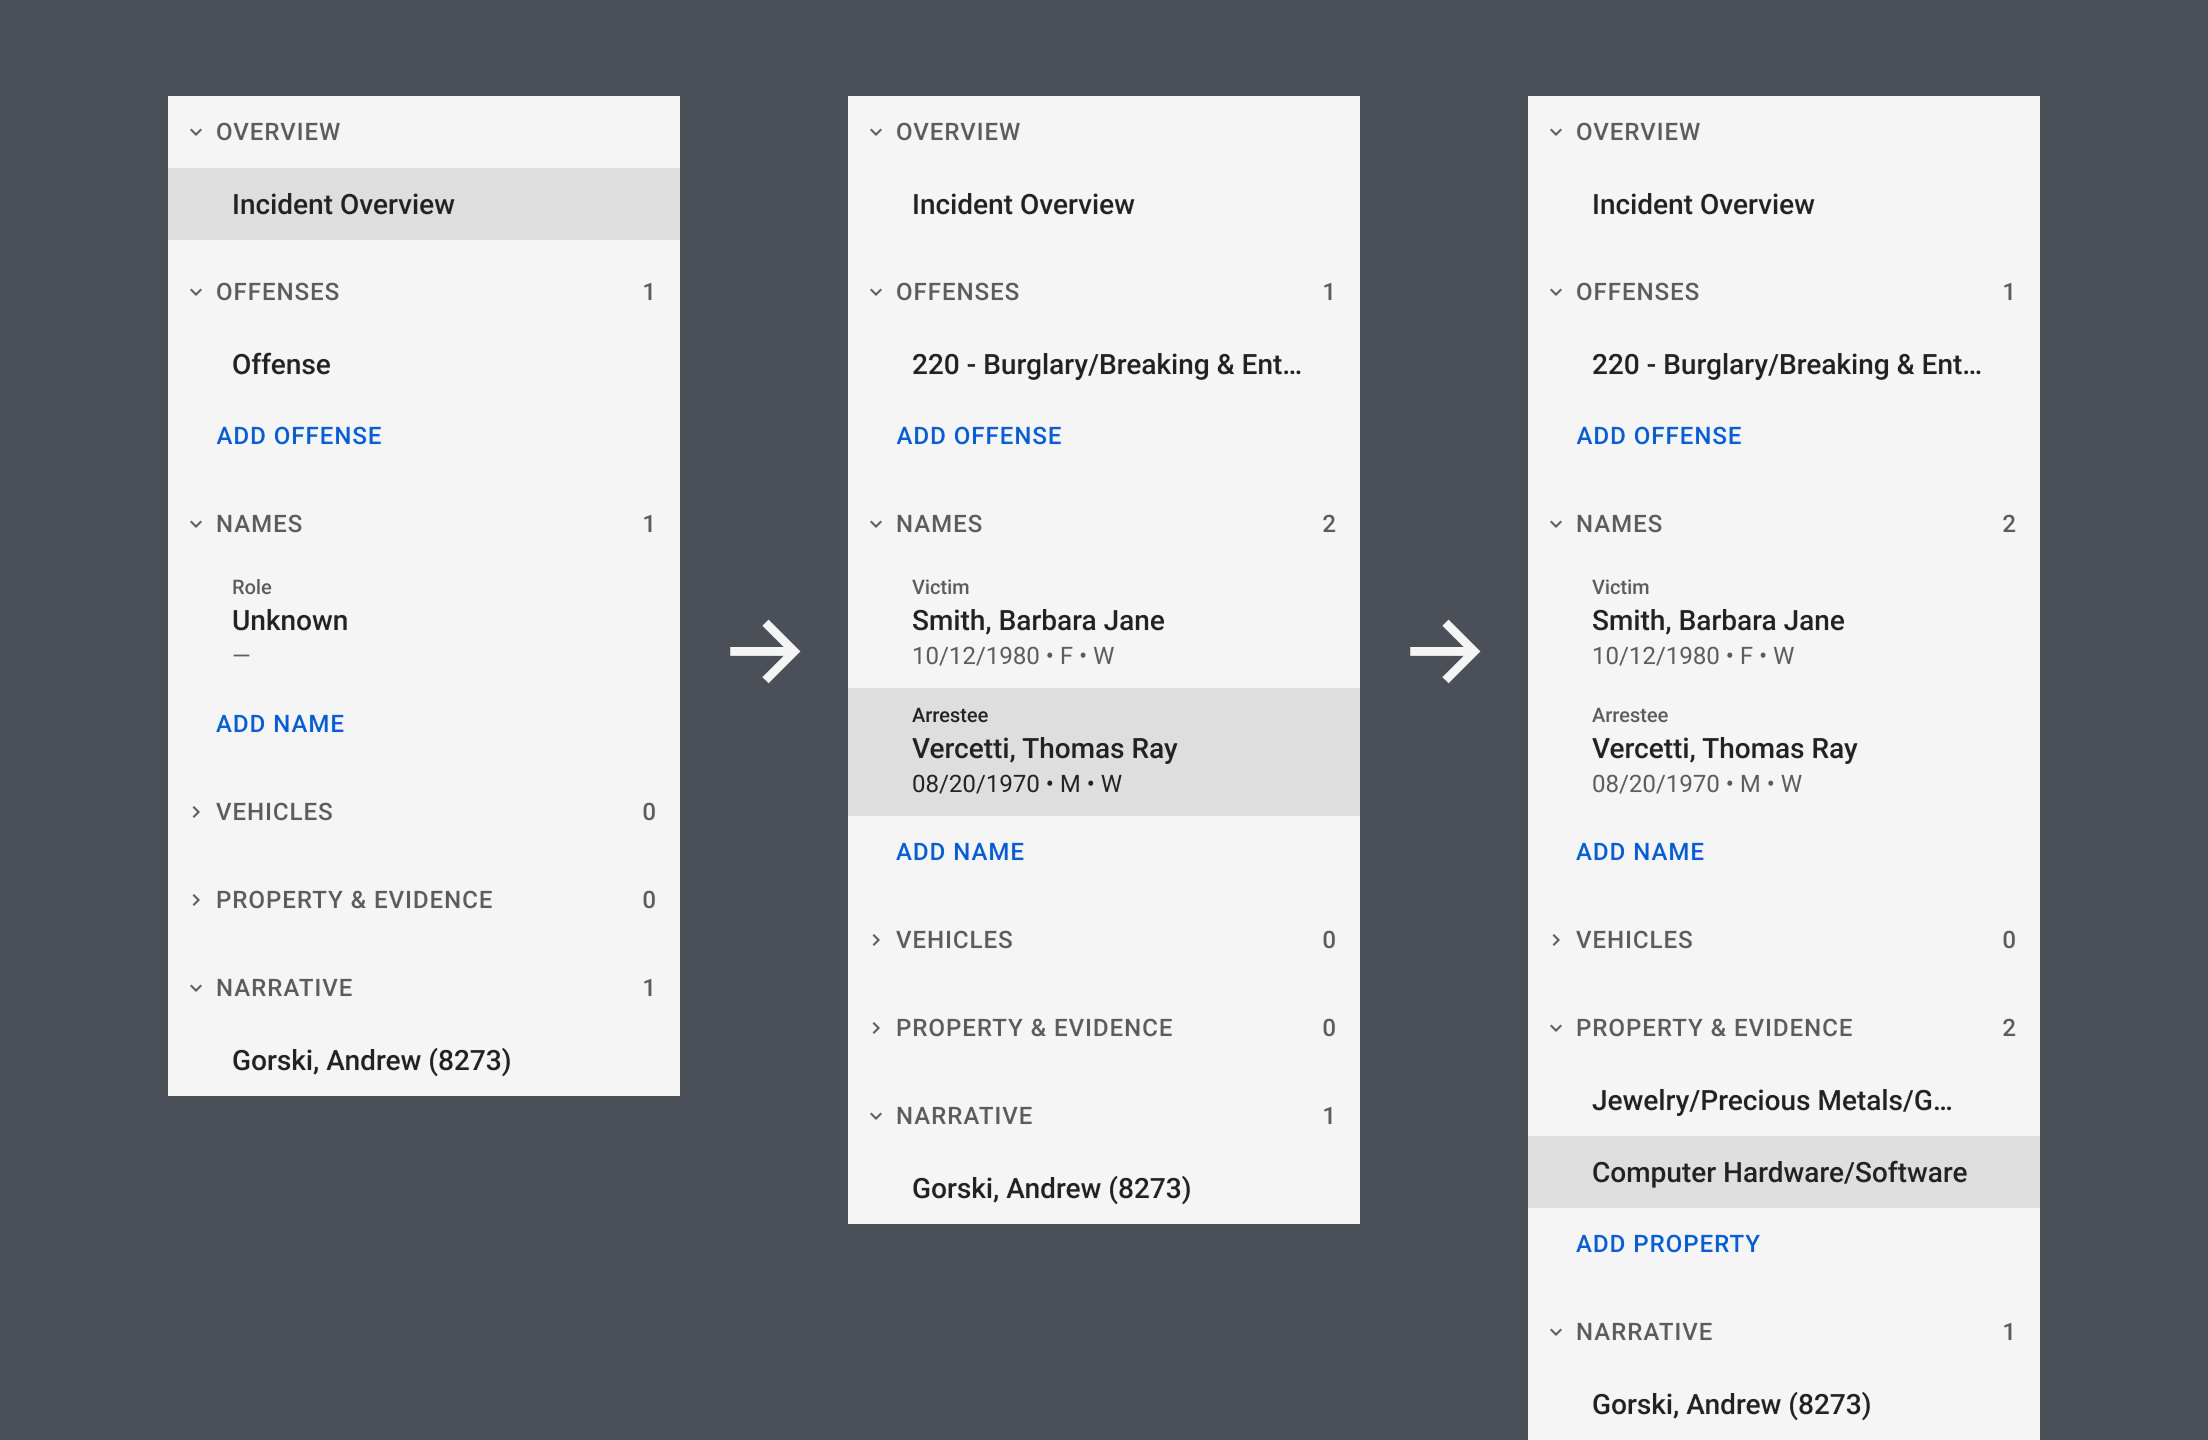 OVERVIEW
Incident Overview
OFFENSES 1
Offense
ADD OFFENSE
NAMES 1
Role
Unknown
—
ADD NAME
VEHICLES 0
PROPERTY & EVIDENCE 0
NARRATIVE 1
Gorski, Andrew (8273)
OVERVIEW
Incident Overview
OFFENSES 1
220 - Burglary/Breaking & Ent...
ADD OFFENSE
NAMES 2
Victim
Smith, Barbara Jane
10/12/1980 • F • W
Arrestee
Vercetti, Thomas Ray
08/20/1970 • M • W
ADD NAME
VEHICLES 0
PROPERTY & EVIDENCE 0
NARRATIVE 1
Gorski, Andrew (8273)
OVERVIEW
Incident Overview
OFFENSES 1
220 - Burglary/Breaking & Ent...
ADD OFFENSE
NAMES 2
Victim
Smith, Barbara Jane
10/12/1980 • F • W
Arrestee
Vercetti, Thomas Ray
08/20/1970 • M • W
ADD NAME
VEHICLES 0
PROPERTY & EVIDENCE 2
Jewelry/Precious Metals/G...
Computer Hardware/Software
ADD PROPERTY
NARRATIVE 1
Gorski, Andrew (8273)